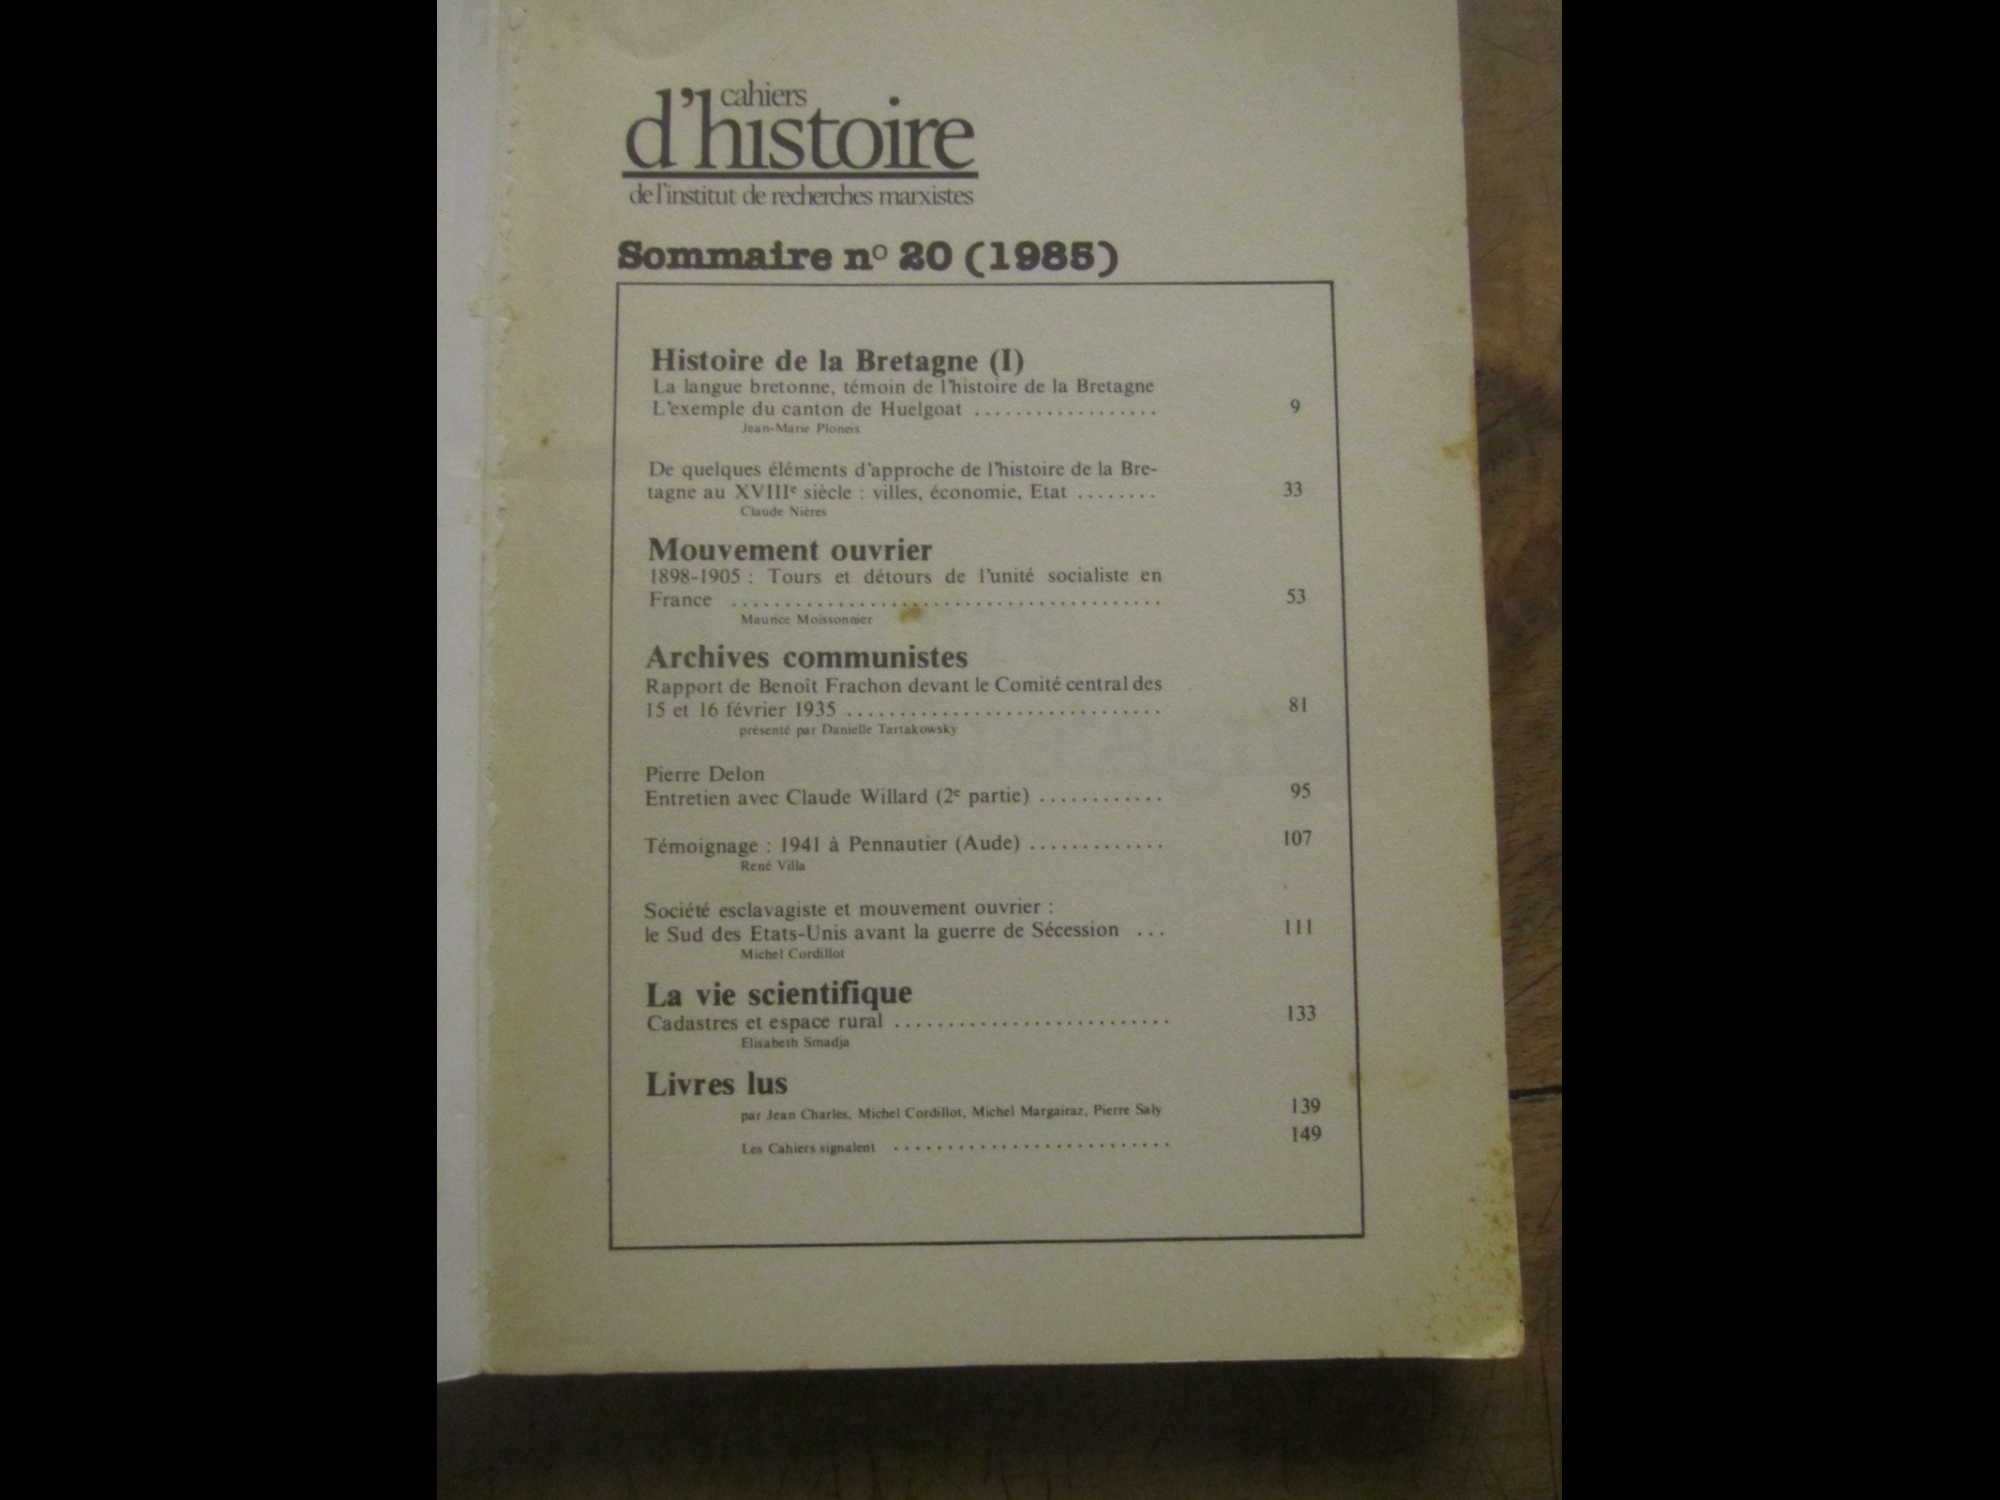 cahiers
d'histoire
de l'institut de recherches marxistes
Sommaire nº 20 (1985)
Histoire de la Bretagne (I)
La langue bretonne, témoin de l'histoire de la Bretagne
L'exemple du canton de Huelgoat .................. 9
Jean-Marie Ploneis
De quelques éléments d'approche de l'histoire de la Bre-
tagne au XVIIIe siècle : villes, économie, Etat ........ 33
Claude Nières
Mouvement ouvrier
1898-1905 : Tours et détours de l'unité socialiste en
France ......................................... 53
Maurice Moissonnier
Archives communistes
Rapport de Benoît Frachon devant le Comité central des
15 et 16 février 1935 .............................. 81
présenté par Danielle Tartakowsky
Pierre Delon
Entretien avec Claude Willard (2e partie) ............ 95
Témoignage : 1941 à Pennautier (Aude) ............. 107
René Villa
Société esclavagiste et mouvement ouvrier :
le Sud des Etats-Unis avant la guerre de Sécession ... 111
Michel Cordillot
La vie scientifique
Cadastres et espace rural .......................... 133
Elisabeth Smadja
Livres lus
par Jean Charles, Michel Cordillot, Michel Margairaz, Pierre Saly 139
Les Cahiers signalent .......................... 149